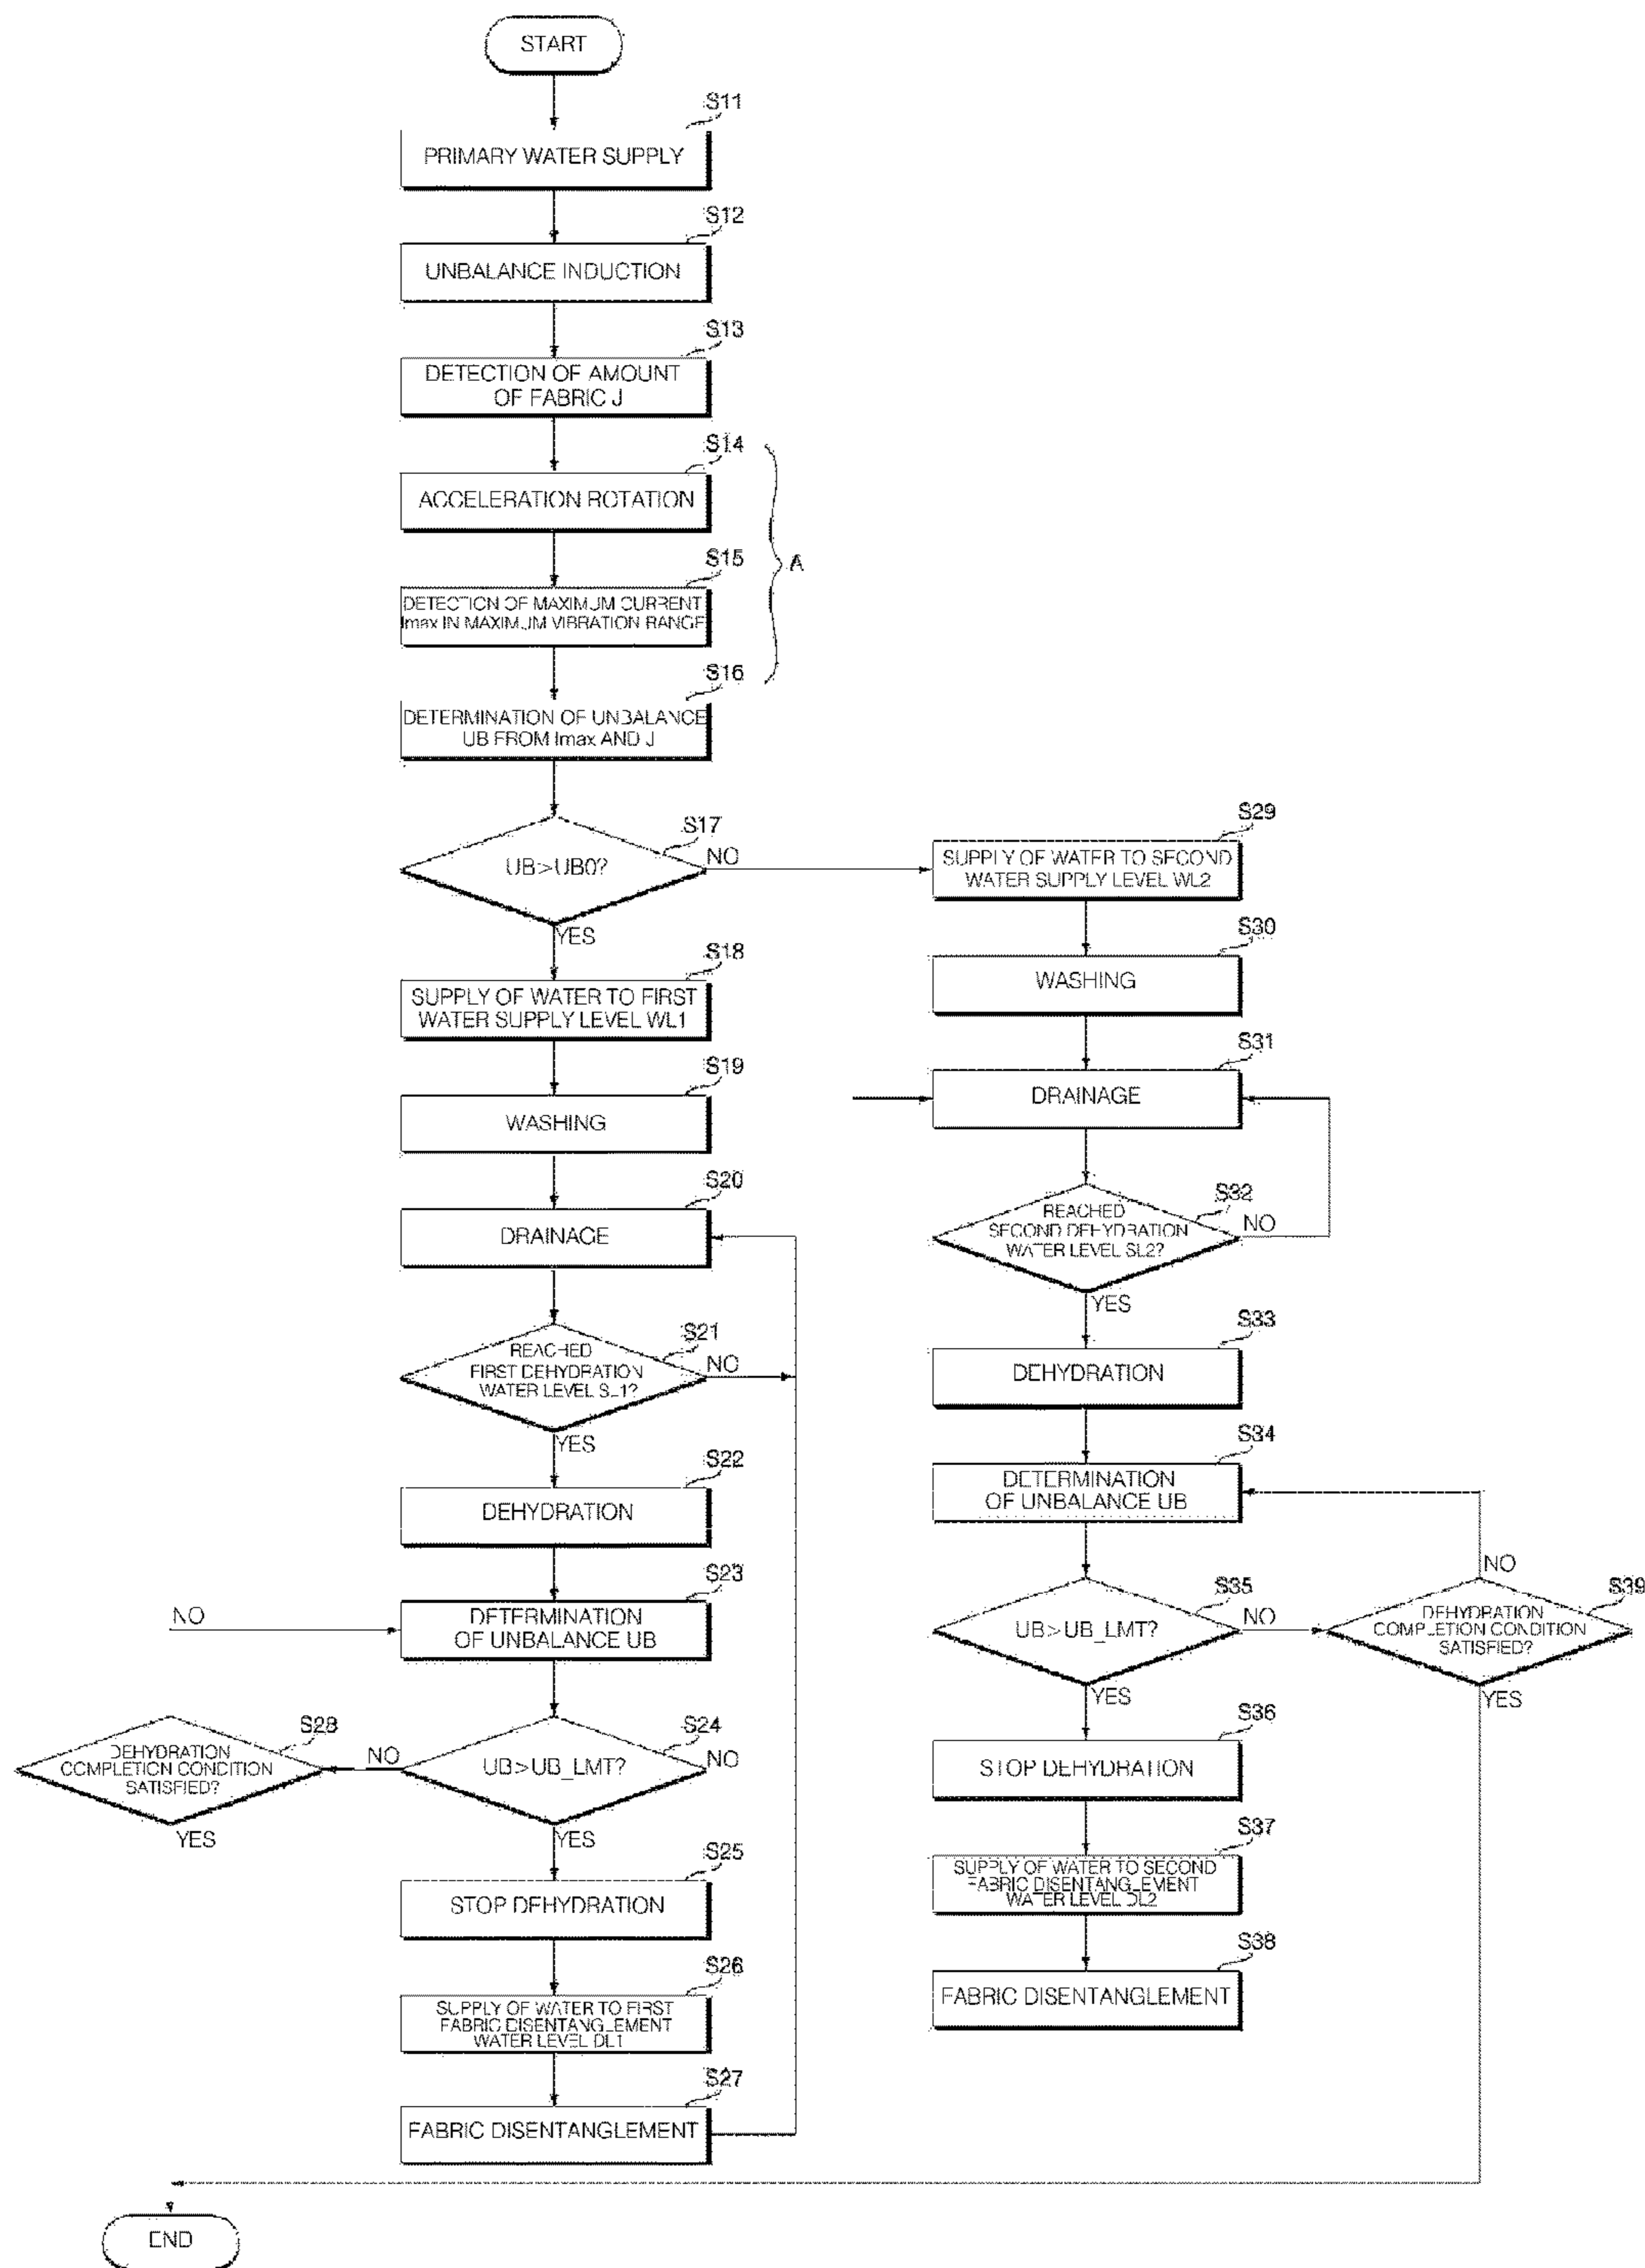 START
S11
PRIMARY WATER SUPPLY
S12
UNBALANCE INDUCTION
S13
DETECTION OF AMOUNT
OF FABRIC J
S14
ACCELERATION ROTATION
A
S15
DETECTION OF MAXIMUM CURRENT
Imax IN MAXIMUM VIBRATION RANGE
S16
DETERMINATION OF UNBALANCE
UB FROM Imax AND J
S17
UB>UB0?
NO
YES
S18
SUPPLY OF WATER TO FIRST
WATER SUPPLY LEVEL WL1
S19
WASHING
S20
DRAINAGE
S21
REACHED
FIRST DEHYDRATION
WATER LEVEL SL1?
NO
YES
S22
DEHYDRATION
S23
NO
DETERMINATION
OF UNBALANCE UB
S24
UB>UB_LMT?
NO
NO
YES
S28
DEHYDRATION
COMPLETION CONDITION
SATISFIED?
YES
S25
STOP DEHYDRATION
S26
SUPPLY OF WATER TO FIRST
FABRIC DISENTANGLEMENT
WATER LEVEL DL1
S27
FABRIC DISENTANGLEMENT
S29
SUPPLY OF WATER TO SECOND
WATER SUPPLY LEVEL WL2
S30
WASHING
S31
DRAINAGE
S32
REACHED
SECOND DEHYDRATION
WATER LEVEL SL2?
NO
YES
S33
DEHYDRATION
S34
DETERMINATION
OF UNBALANCE UB
S35
UB>UB_LMT?
NO
YES
NO
S39
DEHYDRATION
COMPLETION CONDITION
SATISFIED?
YES
S36
STOP DEHYDRATION
S37
SUPPLY OF WATER TO SECOND
FABRIC DISENTANGLEMENT
WATER LEVEL DL2
S38
FABRIC DISENTANGLEMENT
END